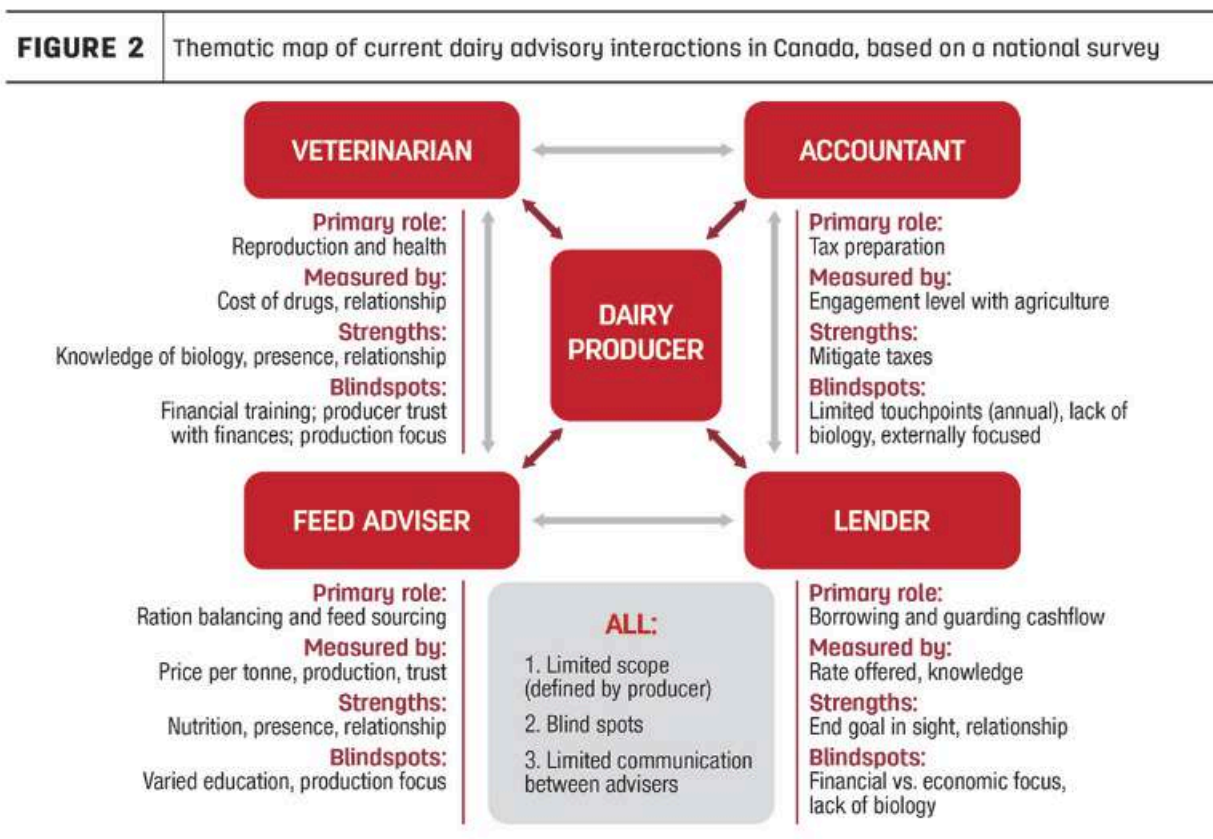 FIGURE 2
Thematic map of current dairy advisory interactions in Canada, based on a national survey
VETERINARIAN
Primary role:
Reproduction and health
Measured by:
Cost of drugs, relationship
Strengths:
Knowledge of biology, presence, relationship
Blindspots:
Financial training; producer trust
with finances; production focus
ACCOUNTANT
Primary role:
Tax preparation
Measured by:
Engagement level with agriculture
Strengths:
Mitigate taxes
Blindspots:
Limited touchpoints (annual), lack of
biology, externally focused
DAIRY
PRODUCER
FEED ADVISER
Primary role:
Ration balancing and feed sourcing
Measured by:
Price per tonne, production, trust
Strengths:
Nutrition, presence, relationship
Blindspots:
Varied education, production focus
LENDER
Primary role:
Borrowing and guarding cashflow
Measured by:
Rate offered, knowledge
Strengths:
End goal in sight, relationship
Blindspots:
Financial vs. economic focus,
lack of biology
ALL:
1. Limited scope
(defined by producer)
2. Blind spots
3. Limited communication
between advisers